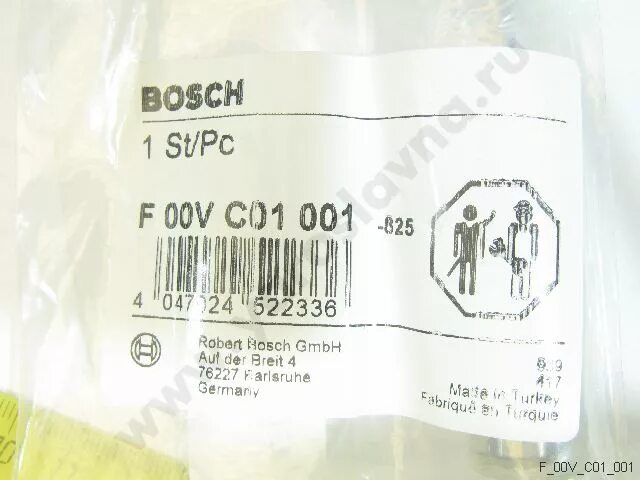 BOSCH
1 St/Pc
F 00V C01 001 -825
4 047024 522336
Robert Bosch GmbH
Auf der Breit 4
76227 Karlsruhe
Germany
417
Made in Turkey
Fabriqué en Turquie
F_00V_C01_001